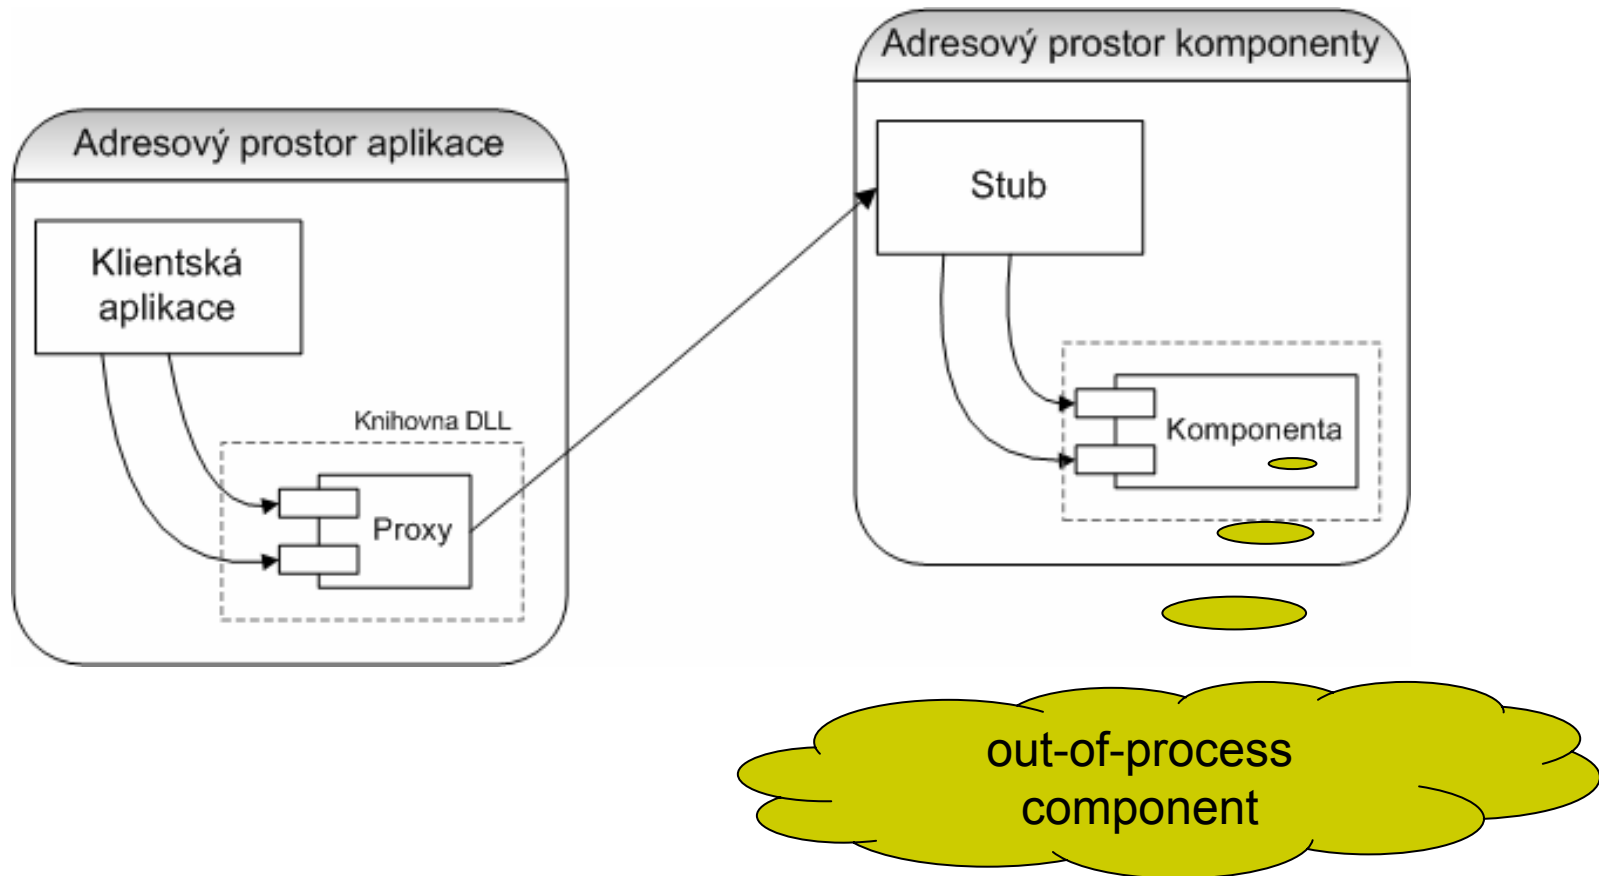 Adresový prostor aplikace
Klientská
aplikace
Knihovna DLL
Proxy
Adresový prostor komponenty
Stub
Komponenta
out-of-process
component